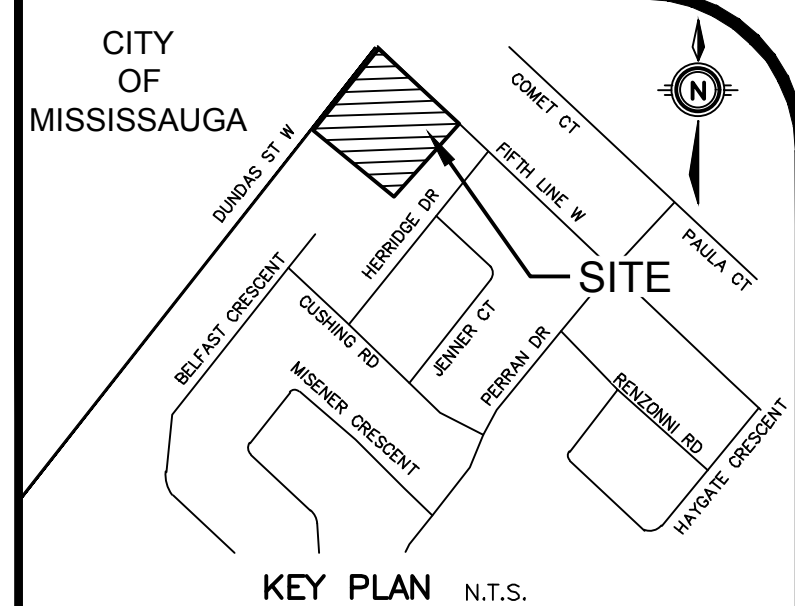 CITY
OF
MISSISSAUGA
N
COMET CT
DUNDAS ST W
FIFTH LINE W
HERRIDGE DR
PAULA CT
SITE
BELFAST CRESCENT
CUSHING RD
JENNER CT
PERRAN DR
MISENER CRESCENT
RENZONNI RD
HAYGATE CRESCENT
KEY PLAN N.T.S.